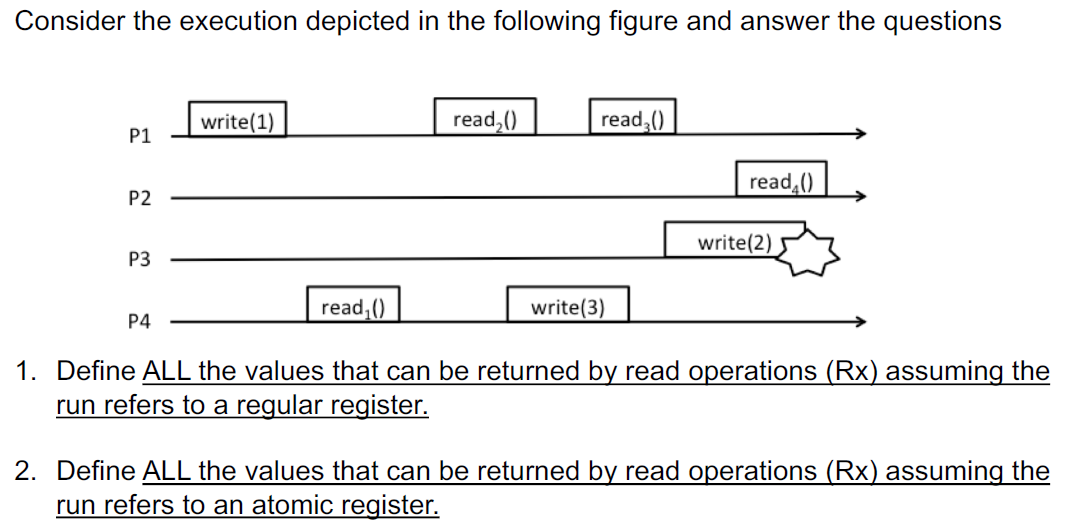 Consider the execution depicted in the following figure and answer the questions
P1 write(1) read₂() read₃()
P2 read₄()
P3 write(2)
P4 read₁() write(3)
1. Define ALL the values that can be returned by read operations (Rx) assuming the
run refers to a regular register.
2. Define ALL the values that can be returned by read operations (Rx) assuming the
run refers to an atomic register.